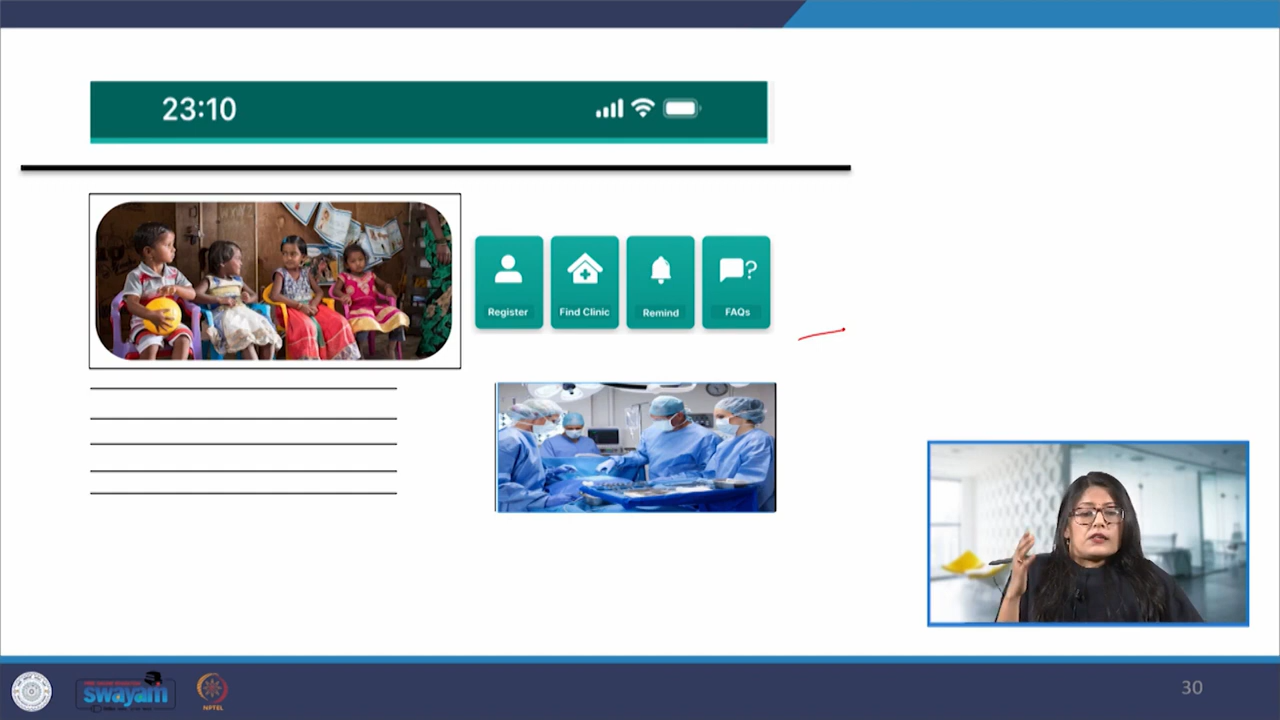 23:10
Register
Find Clinic
Remind
?
FAQs
swayam
NPTEL
30